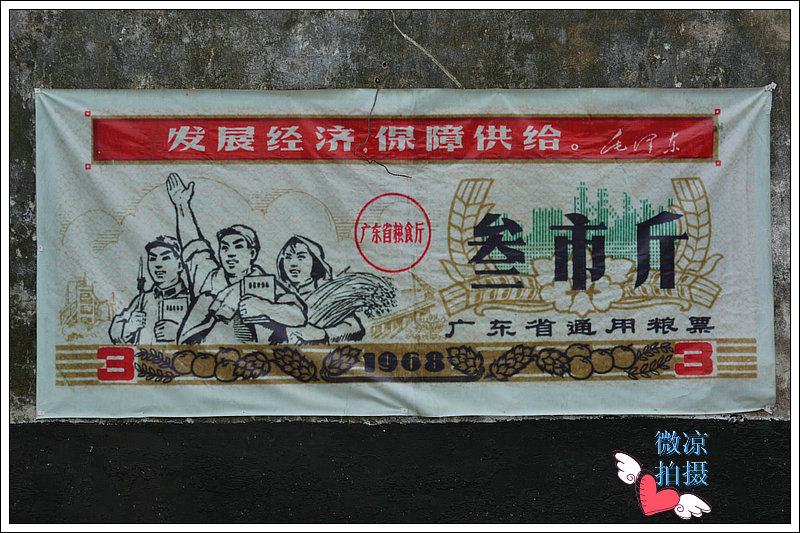 发展经济,保障供给。毛泽东
广东省粮食厅
叁市斤
广东省通用粮票
3 1968 3
微凉
拍摄